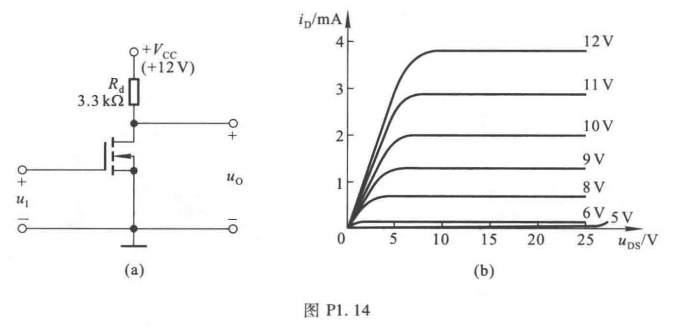 +V_CC
(+12 V)
R_d
3.3 kΩ
+
u_I
−
+
u_O
−
(a)
i_D/mA
4
3
2
1
0
5
10
15
20
25
u_DS/V
12 V
11 V
10 V
9 V
8 V
6 V
5 V
(b)
图 P1.14